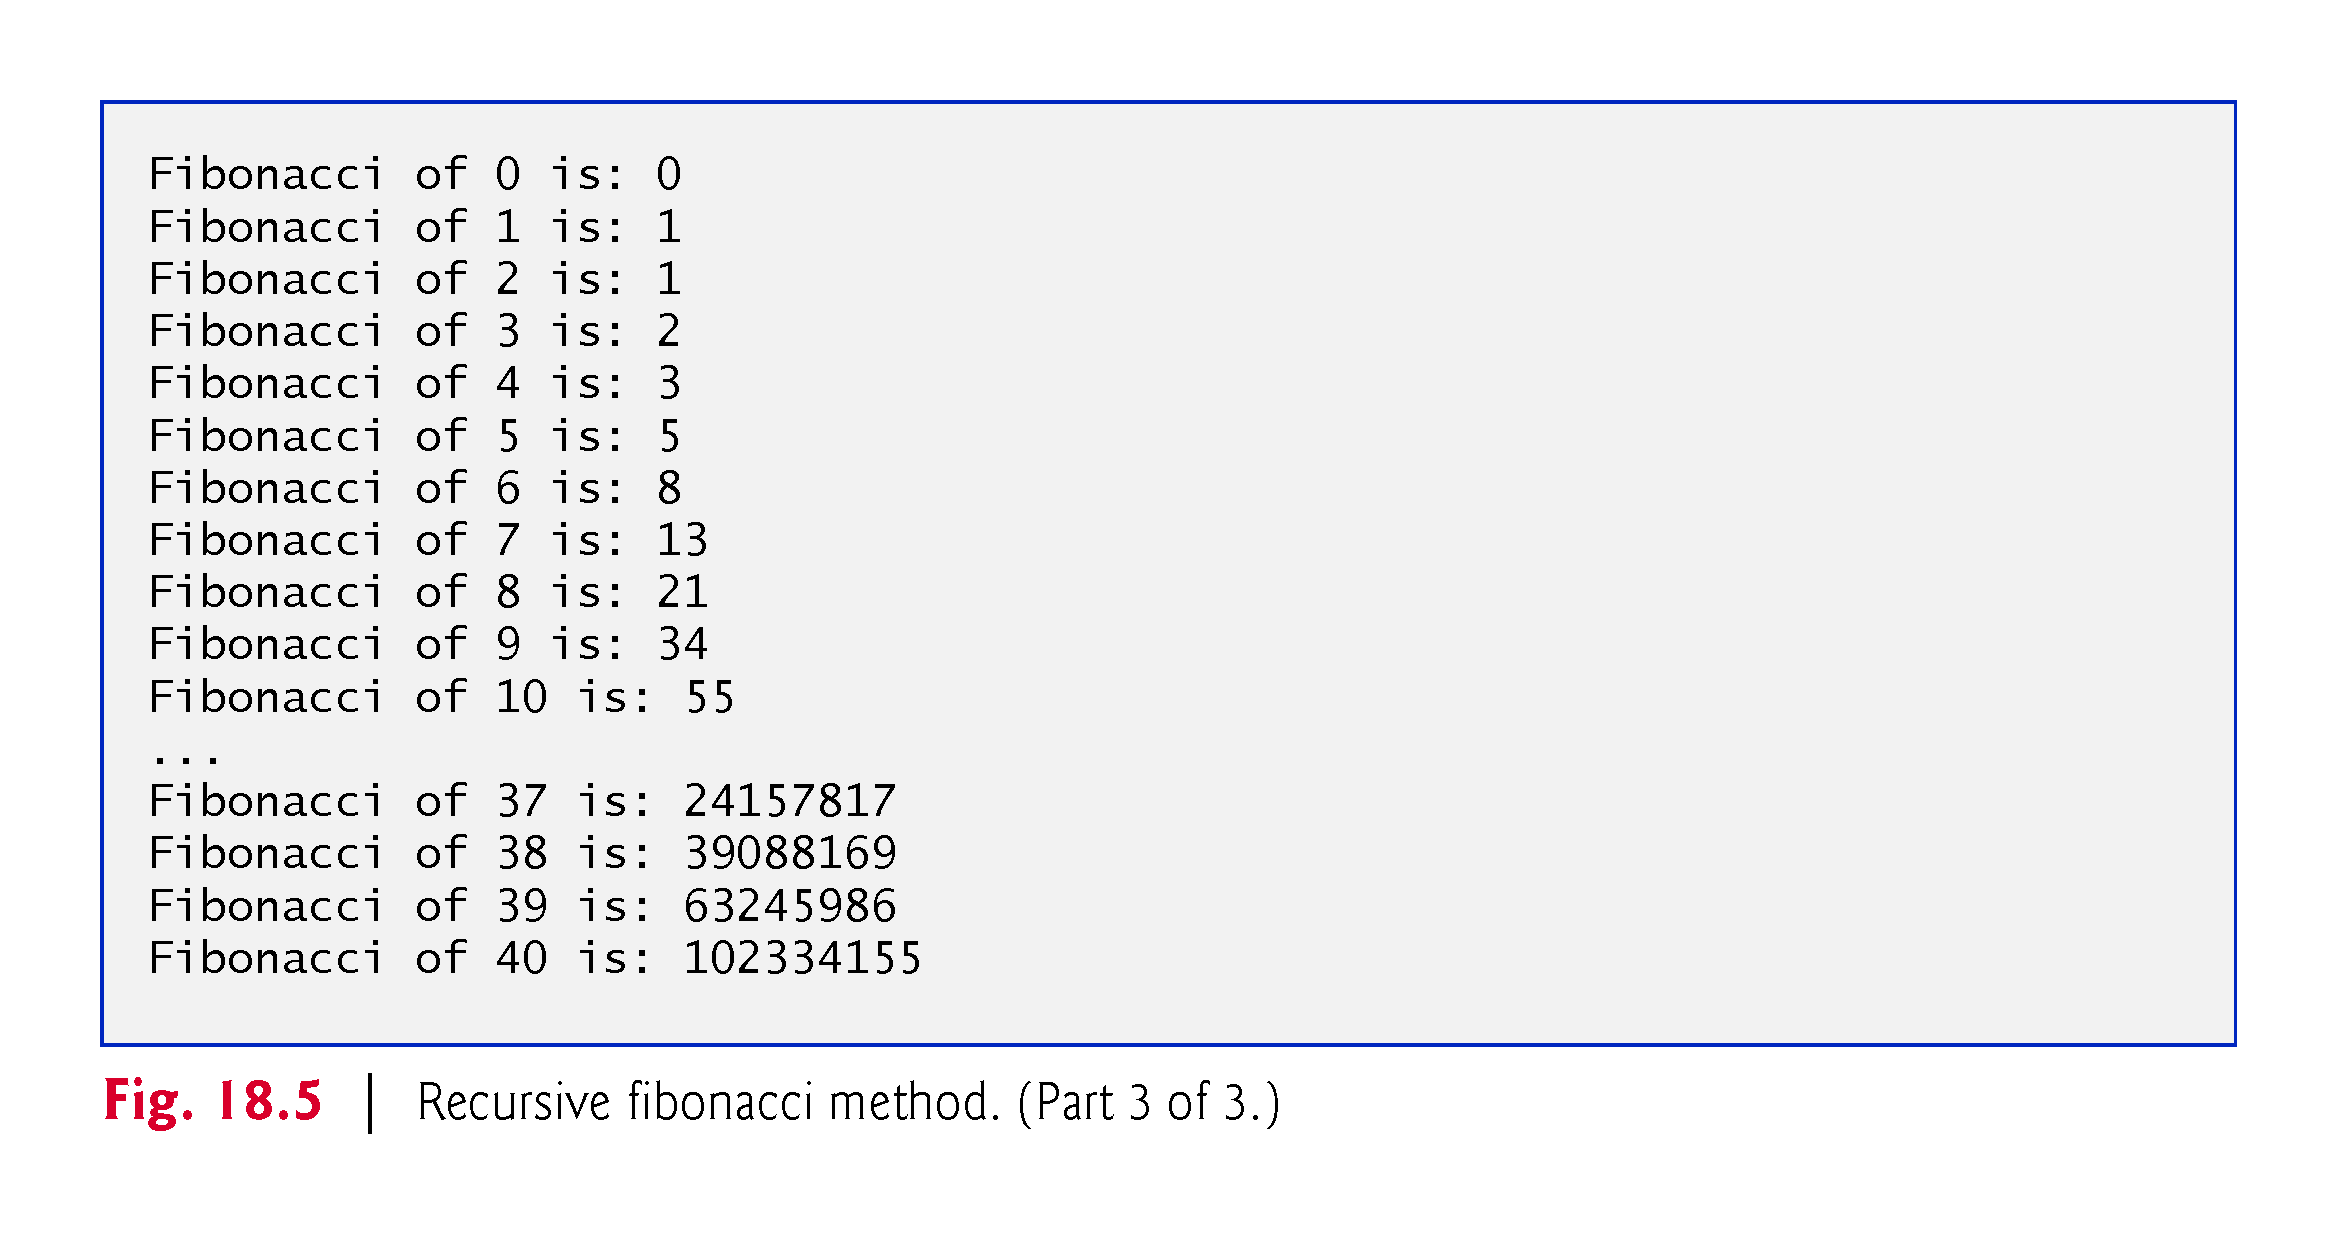 Fibonacci of 0 is: 0
Fibonacci of 1 is: 1
Fibonacci of 2 is: 1
Fibonacci of 3 is: 2
Fibonacci of 4 is: 3
Fibonacci of 5 is: 5
Fibonacci of 6 is: 8
Fibonacci of 7 is: 13
Fibonacci of 8 is: 21
Fibonacci of 9 is: 34
Fibonacci of 10 is: 55
...
Fibonacci of 37 is: 24157817
Fibonacci of 38 is: 39088169
Fibonacci of 39 is: 63245986
Fibonacci of 40 is: 102334155
Fig. 18.5 | Recursive fibonacci method. (Part 3 of 3.)